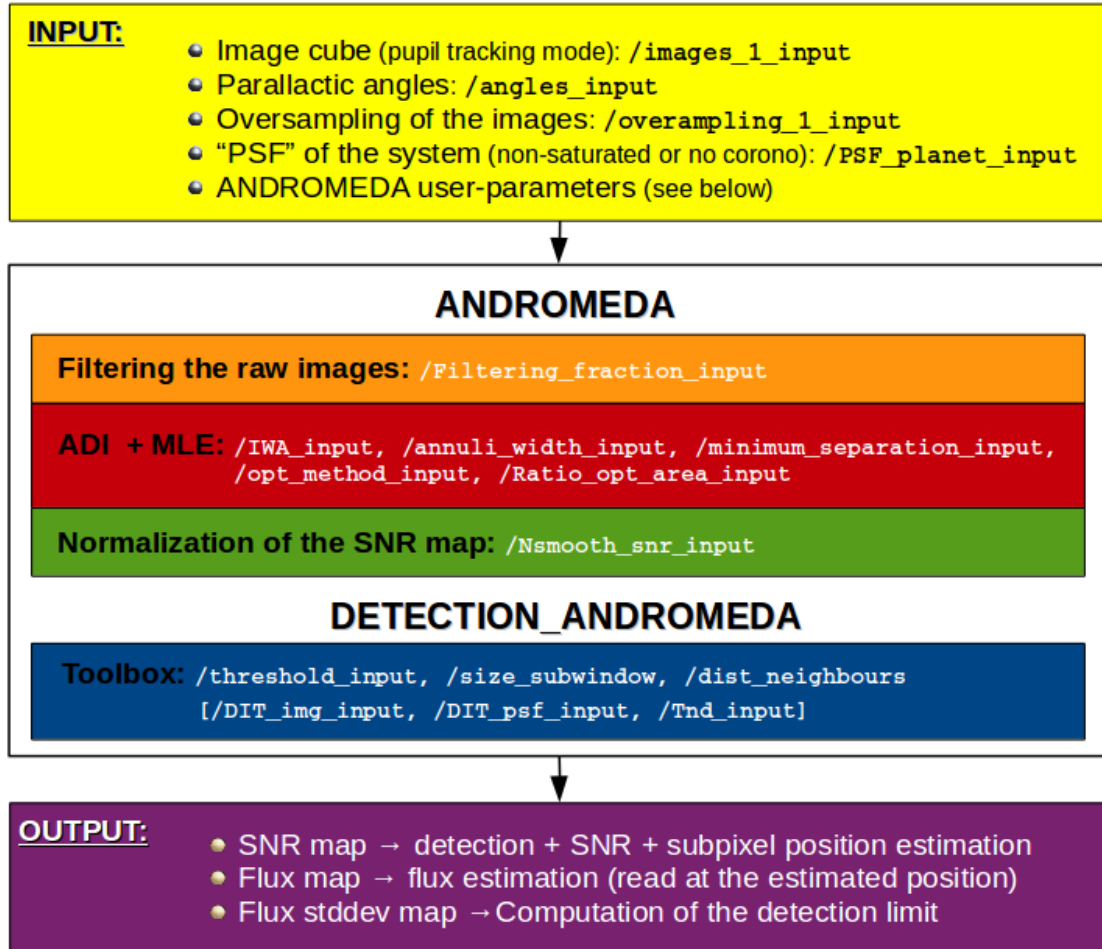 INPUT:
Image cube (pupil tracking mode): /images_1_input
Parallactic angles: /angles_input
Oversampling of the images: /overampling_1_input
“PSF” of the system (non-saturated or no corono): /PSF_planet_input
ANDROMEDA user-parameters (see below)
ANDROMEDA
Filtering the raw images: /Filtering_fraction_input
ADI + MLE: /IWA_input, /annuli_width_input, /minimum_separation_input,
/opt_method_input, /Ratio_opt_area_input
Normalization of the SNR map: /Nsmooth_snr_input
DETECTION_ANDROMEDA
Toolbox: /threshold_input, /size_subwindow, /dist_neighbours
[/DIT_img_input, /DIT_psf_input, /Tnd_input]
OUTPUT:
SNR map → detection + SNR + subpixel position estimation
Flux map → flux estimation (read at the estimated position)
Flux stddev map →Computation of the detection limit